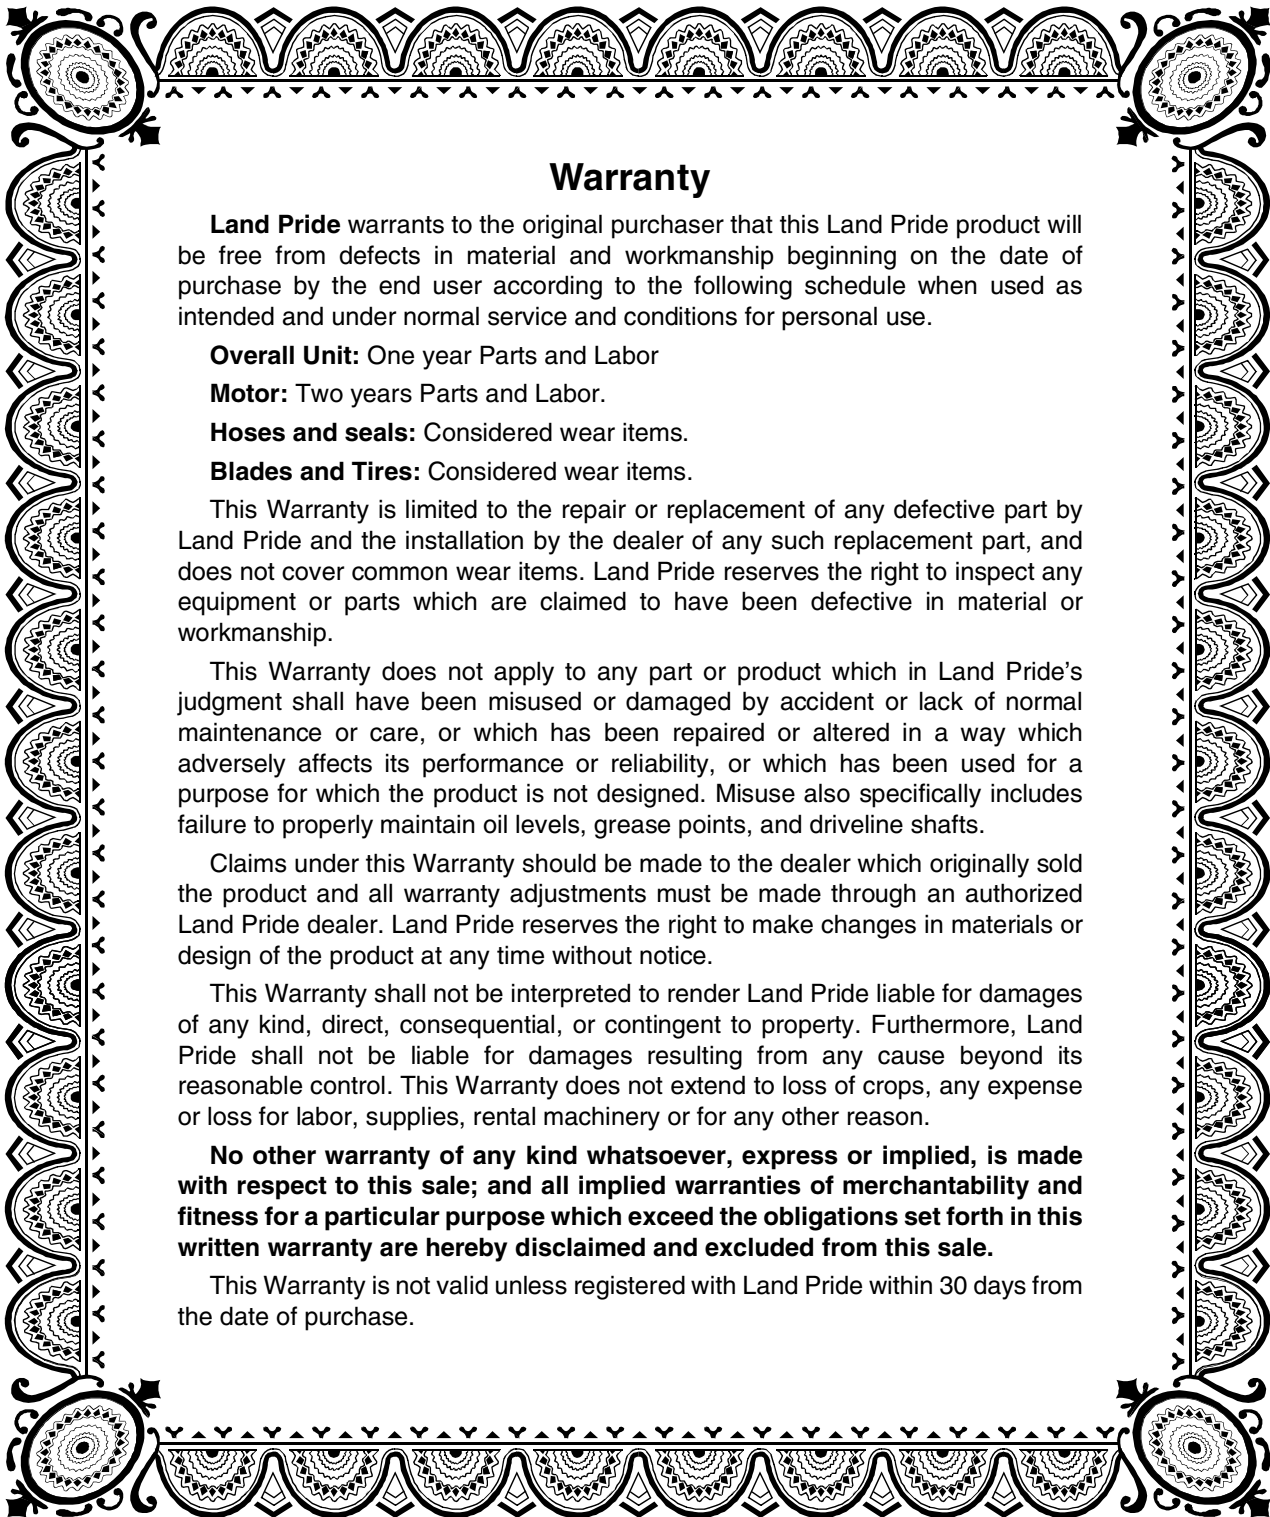 Warranty
Land Pride warrants to the original purchaser that this Land Pride product will
be free from defects in material and workmanship beginning on the date of
purchase by the end user according to the following schedule when used as
intended and under normal service and conditions for personal use.
Overall Unit: One year Parts and Labor
Motor: Two years Parts and Labor.
Hoses and seals: Considered wear items.
Blades and Tires: Considered wear items.
This Warranty is limited to the repair or replacement of any defective part by
Land Pride and the installation by the dealer of any such replacement part, and
does not cover common wear items. Land Pride reserves the right to inspect any
equipment or parts which are claimed to have been defective in material or
workmanship.
This Warranty does not apply to any part or product which in Land Pride’s
judgment shall have been misused or damaged by accident or lack of normal
maintenance or care, or which has been repaired or altered in a way which
adversely affects its performance or reliability, or which has been used for a
purpose for which the product is not designed. Misuse also specifically includes
failure to properly maintain oil levels, grease points, and driveline shafts.
Claims under this Warranty should be made to the dealer which originally sold
the product and all warranty adjustments must be made through an authorized
Land Pride dealer. Land Pride reserves the right to make changes in materials or
design of the product at any time without notice.
This Warranty shall not be interpreted to render Land Pride liable for damages
of any kind, direct, consequential, or contingent to property. Furthermore, Land
Pride shall not be liable for damages resulting from any cause beyond its
reasonable control. This Warranty does not extend to loss of crops, any expense
or loss for labor, supplies, rental machinery or for any other reason.
No other warranty of any kind whatsoever, express or implied, is made
with respect to this sale; and all implied warranties of merchantability and
fitness for a particular purpose which exceed the obligations set forth in this
written warranty are hereby disclaimed and excluded from this sale.
This Warranty is not valid unless registered with Land Pride within 30 days from
the date of purchase.